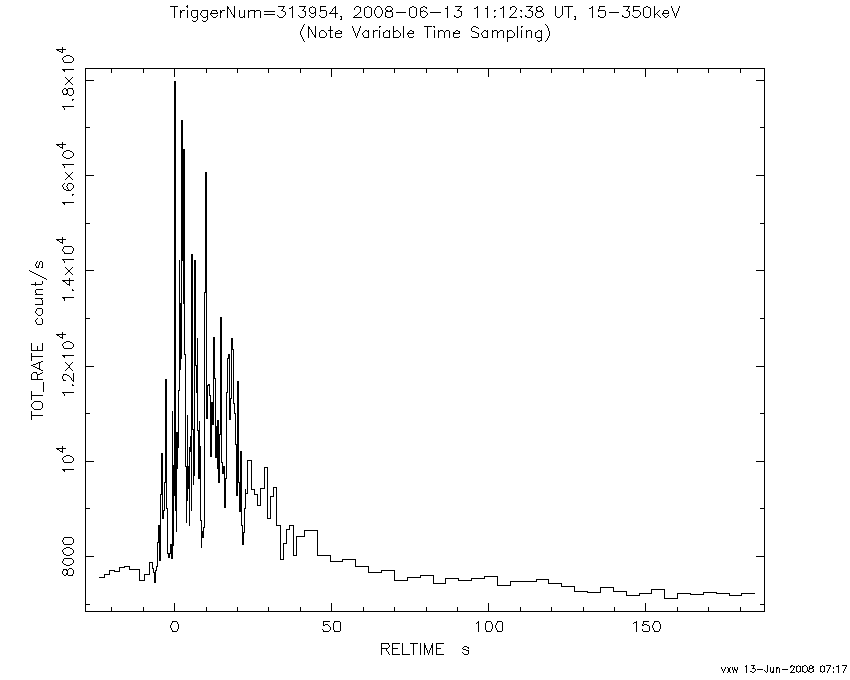 TriggerNum=313954, 2008-06-13 11:12:38 UT, 15-350keV
(Note Variable Time Sampling)
TOT_RATE count/s
1.8×10⁴
1.6×10⁴
1.4×10⁴
1.2×10⁴
10⁴
8000
0 50 100 150
RELTIME s
vxw 13-Jun-2008 07:17